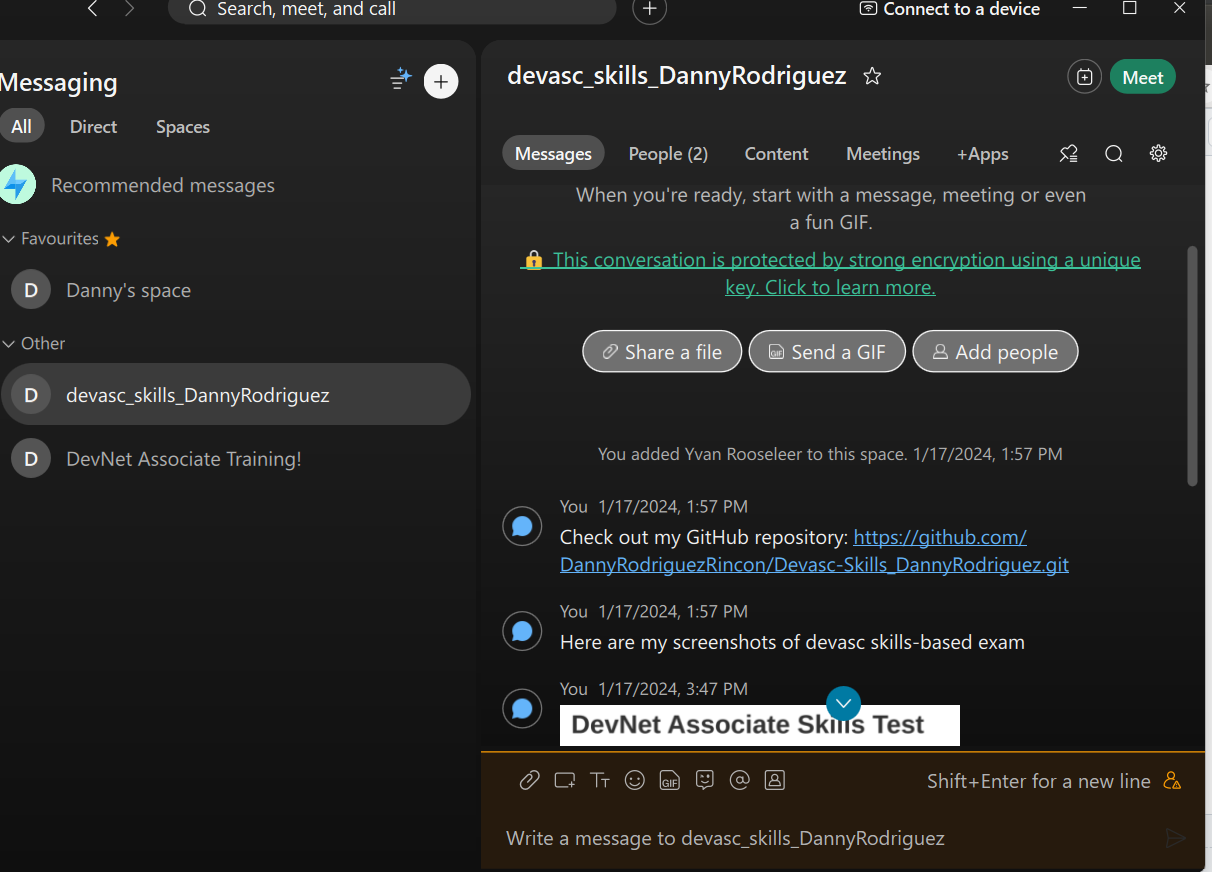 Search, meet, and call
Connect to a device
Messaging
All
Direct
Spaces
Recommended messages
Favourites
D
Danny's space
Other
D
devasc_skills_DannyRodriguez
D
DevNet Associate Training!
devasc_skills_DannyRodriguez
Meet
Messages
People (2)
Content
Meetings
+Apps
When you're ready, start with a message, meeting or even
a fun GIF.
This conversation is protected by strong encryption using a unique
key. Click to learn more.
Share a file
GIF
Send a GIF
Add people
You added Yvan Rooseleer to this space. 1/17/2024, 1:57 PM
You 1/17/2024, 1:57 PM
Check out my GitHub repository: https://github.com/
DannyRodriguezRincon/Devasc-Skills_DannyRodriguez.git
You 1/17/2024, 1:57 PM
Here are my screenshots of devasc skills-based exam
You 1/17/2024, 3:47 PM
DevNet Associate Skills Test
GIF
Shift+Enter for a new line
Write a message to devasc_skills_DannyRodriguez